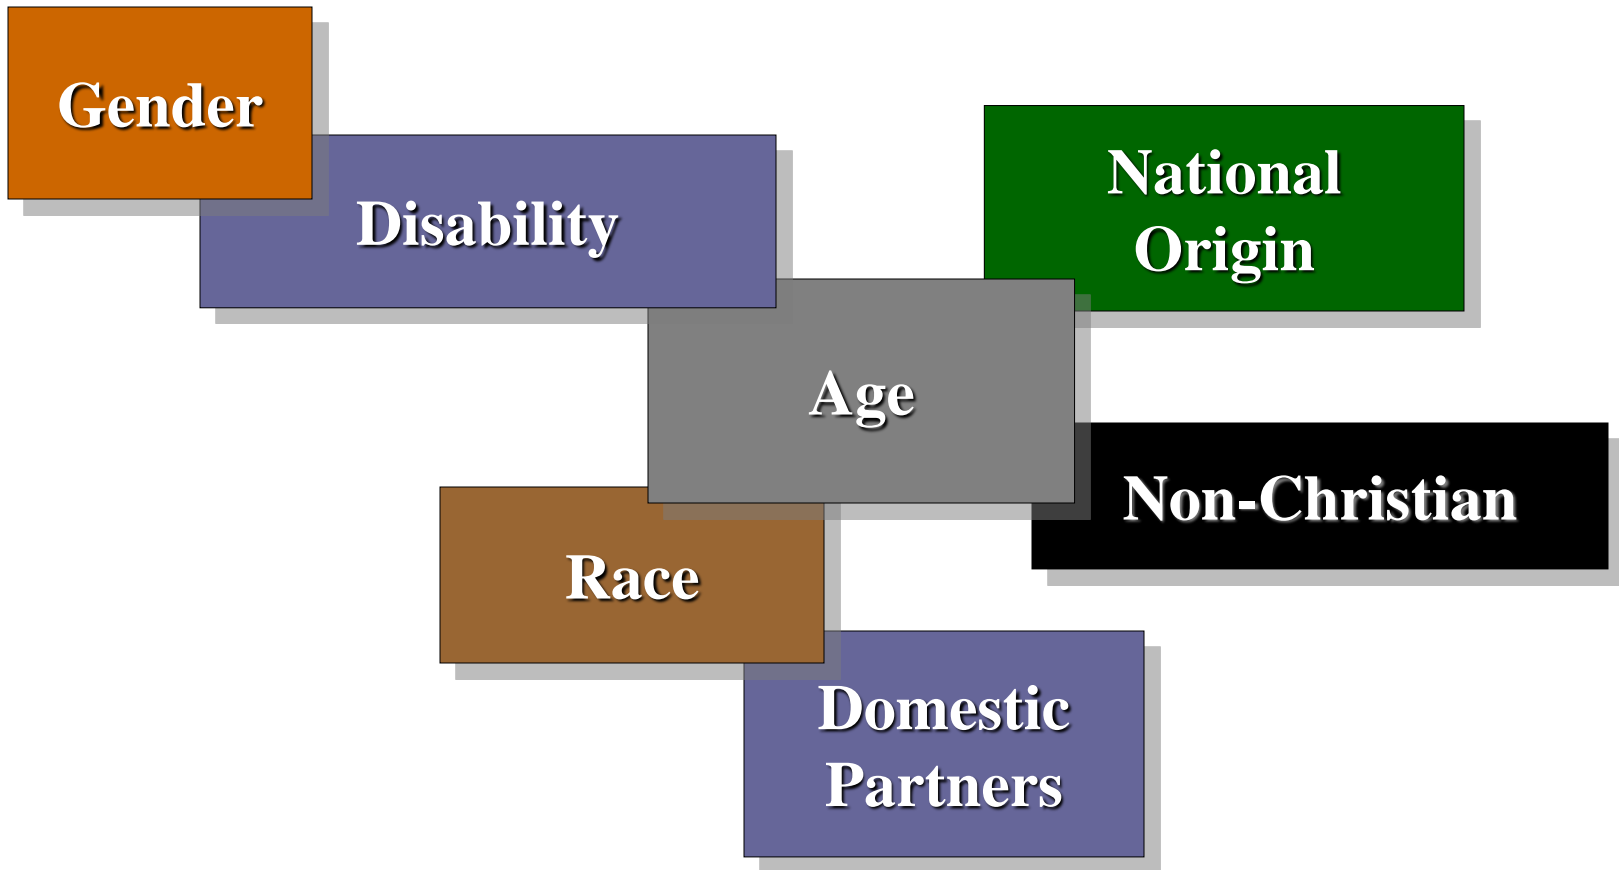 Gender
Disability
National
Origin
Age
Non-Christian
Race
Domestic
Partners